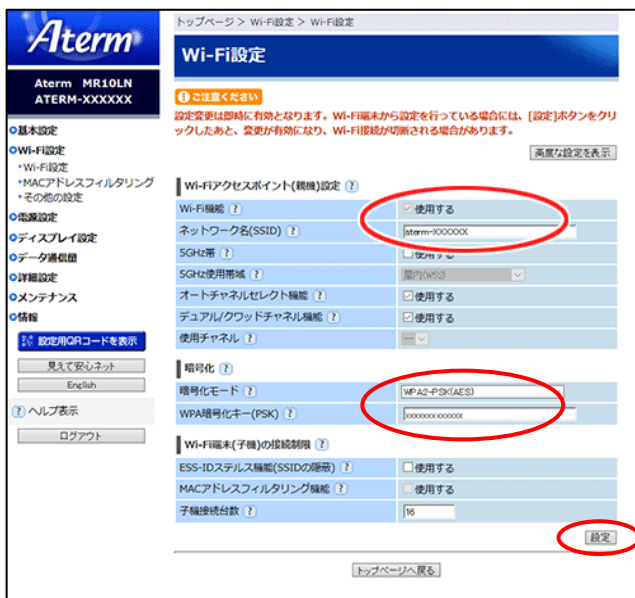 Aterm
Aterm MR10LN
ATERM-XXXXXX
基本設定
Wi-Fi設定
Wi-Fi設定
MACアドレスフィルタリング
その他の設定
電源設定
ディスプレイ設定
データ通信量
詳細設定
メンテナンス
情報
設定用QRコードを表示
見えて安心ネット
English
? ヘルプ表示
ログアウト
トップページ > Wi-Fi設定 > Wi-Fi設定
Wi-Fi設定
ご注意ください
設定変更は即時に有効となります。Wi-Fi端末から設定を行っている場合には、[設定]ボタンをクリ
ックしたあと、変更が有効になり、Wi-Fi接続が切断される場合があります。
高度な設定を表示
Wi-Fiアクセスポイント(親機)設定 ?
Wi-Fi機能 ? 使用する
ネットワーク名(SSID) ? aterm-XXXXXX
5GHz帯 ? 使用する
5GHz使用帯域 ? 屋内(W52)
オートチャネルセレクト機能 ? 使用する
デュアル/クワッドチャネル機能 ? 使用する
使用チャネル ? ―
暗号化 ?
暗号化モード ? WPA2-PSK(AES)
WPA暗号化キー(PSK) ? xxxxxxxxxxxxx
Wi-Fi端末(子機)の接続制限 ?
ESS-IDステルス機能(SSIDの隠蔽) ? 使用する
MACアドレスフィルタリング機能 ? 使用する
子機接続台数 ? 16
設定
トップページへ戻る